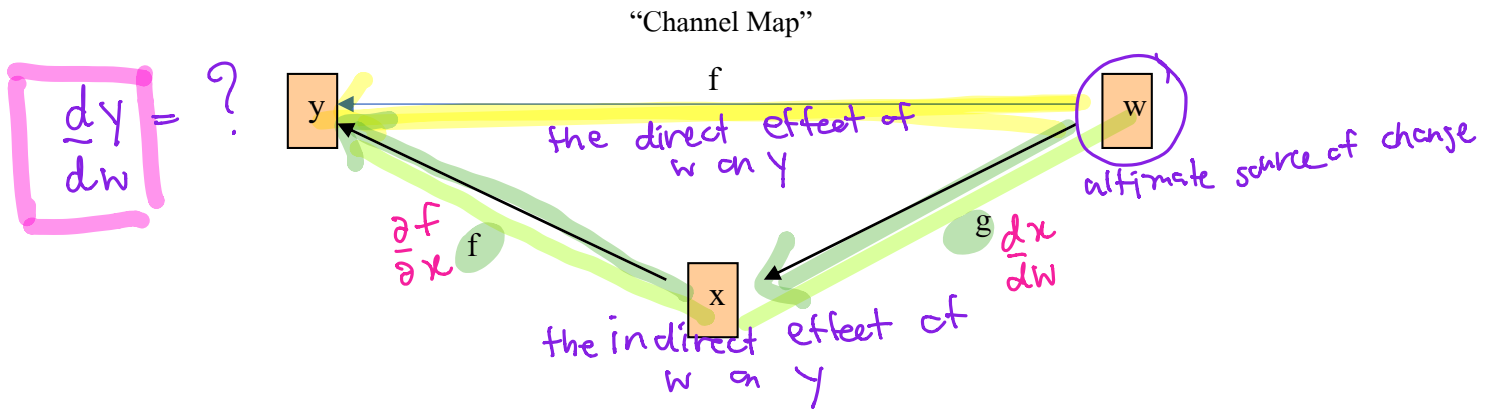 “Channel Map”
dy/dw = ?
y
f
w
the direct effect of
w on y
altimate source of change
∂f/∂x
f
g
dx/dw
x
the indirect effect of
w on y